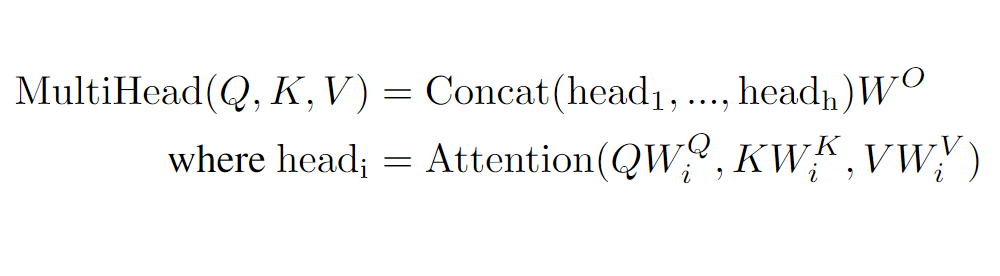 MultiHead(Q, K, V) = Concat(head₁, ..., headₕ)W^O
where headᵢ = Attention(QWᵢ^Q, KWᵢ^K, VWᵢ^V)